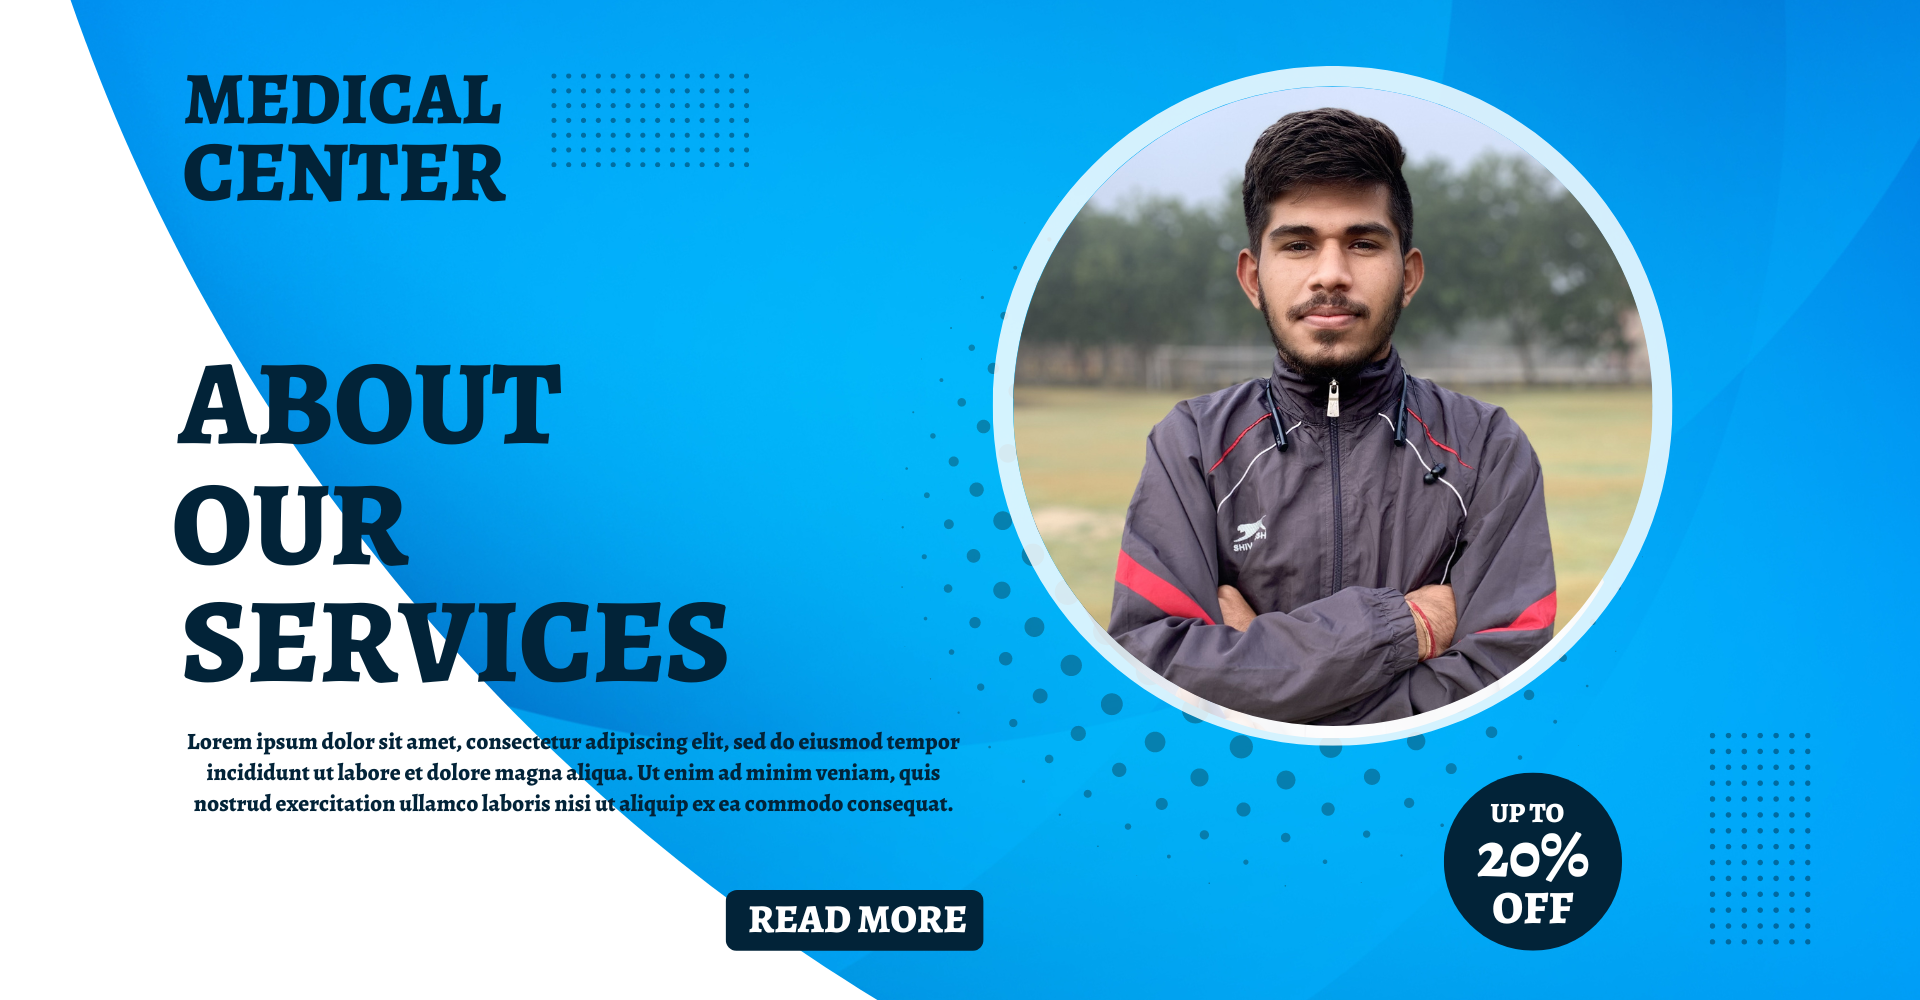 MEDICAL
CENTER
ABOUT
OUR
SERVICES
Lorem ipsum dolor sit amet, consectetur adipiscing elit, sed do eiusmod tempor
incididunt ut labore et dolore magna aliqua. Ut enim ad minim veniam, quis
nostrud exercitation ullamco laboris nisi ut aliquip ex ea commodo consequat.
READ MORE
UP TO
20%
OFF